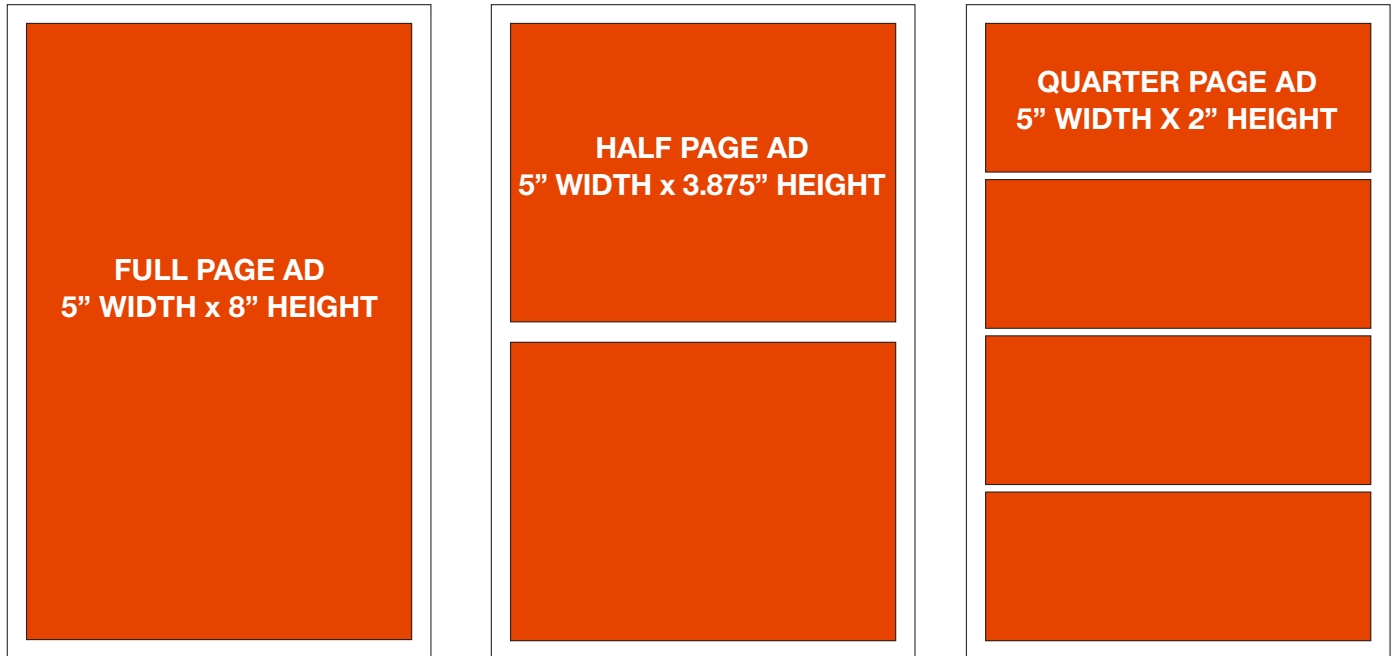 FULL PAGE AD
5” WIDTH x 8” HEIGHT
HALF PAGE AD
5” WIDTH x 3.875” HEIGHT
QUARTER PAGE AD
5” WIDTH X 2” HEIGHT